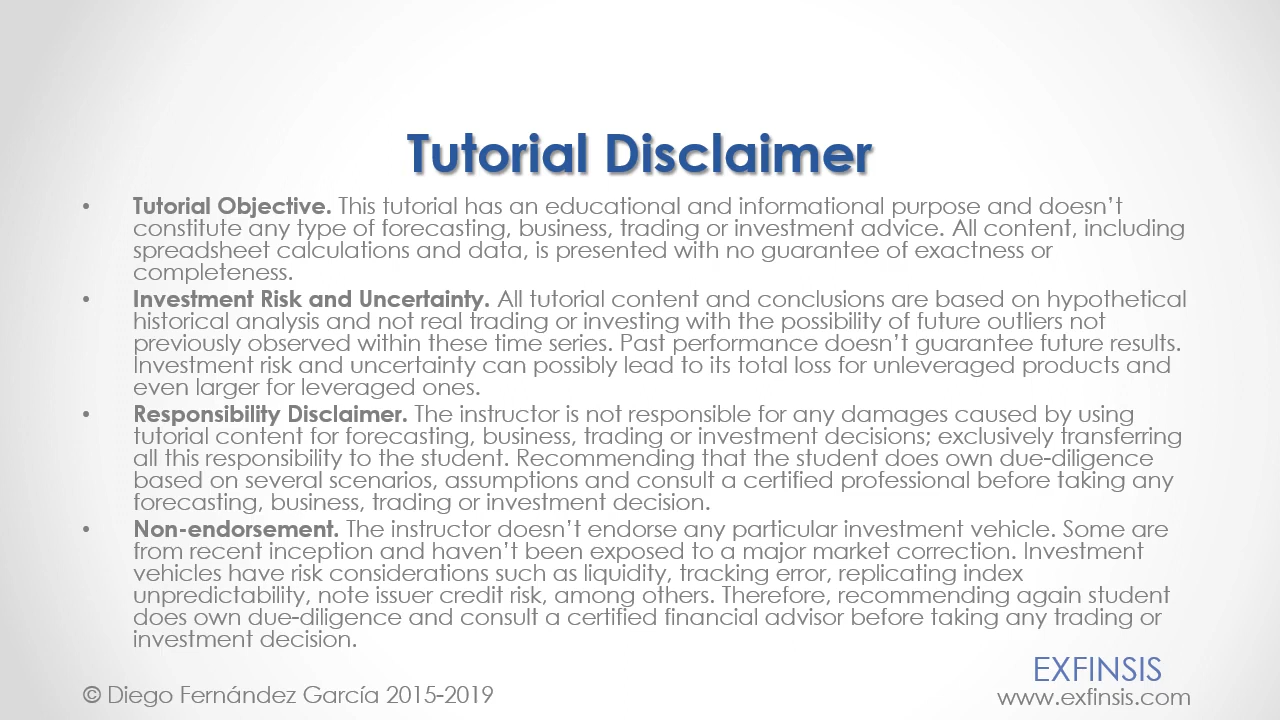 Tutorial Disclaimer
• Tutorial Objective. This tutorial has an educational and informational purpose and doesn't
constitute any type of forecasting, business, trading or investment advice. All content, including
spreadsheet calculations and data, is presented with no guarantee of exactness or
completeness.
• Investment Risk and Uncertainty. All tutorial content and conclusions are based on hypothetical
historical analysis and not real trading or investing with the possibility of future outliers not
previously observed within these time series. Past performance doesn't guarantee future results.
Investment risk and uncertainty can possibly lead to its total loss for unleveraged products and
even larger for leveraged ones.
• Responsibility Disclaimer. The instructor is not responsible for any damages caused by using
tutorial content for forecasting, business, trading or investment decisions; exclusively transferring
all this responsibility to the student. Recommending that the student does own due-diligence
based on several scenarios, assumptions and consult a certified professional before taking any
forecasting, business, trading or investment decision.
• Non-endorsement. The instructor doesn't endorse any particular investment vehicle. Some are
from recent inception and haven't been exposed to a major market correction. Investment
vehicles have risk considerations such as liquidity, tracking error, replicating index
unpredictability, note issuer credit risk, among others. Therefore, recommending again student
does own due-diligence and consult a certified financial advisor before taking any trading or
investment decision.
EXFINSIS
© Diego Fernández García 2015-2019
www.exfinsis.com